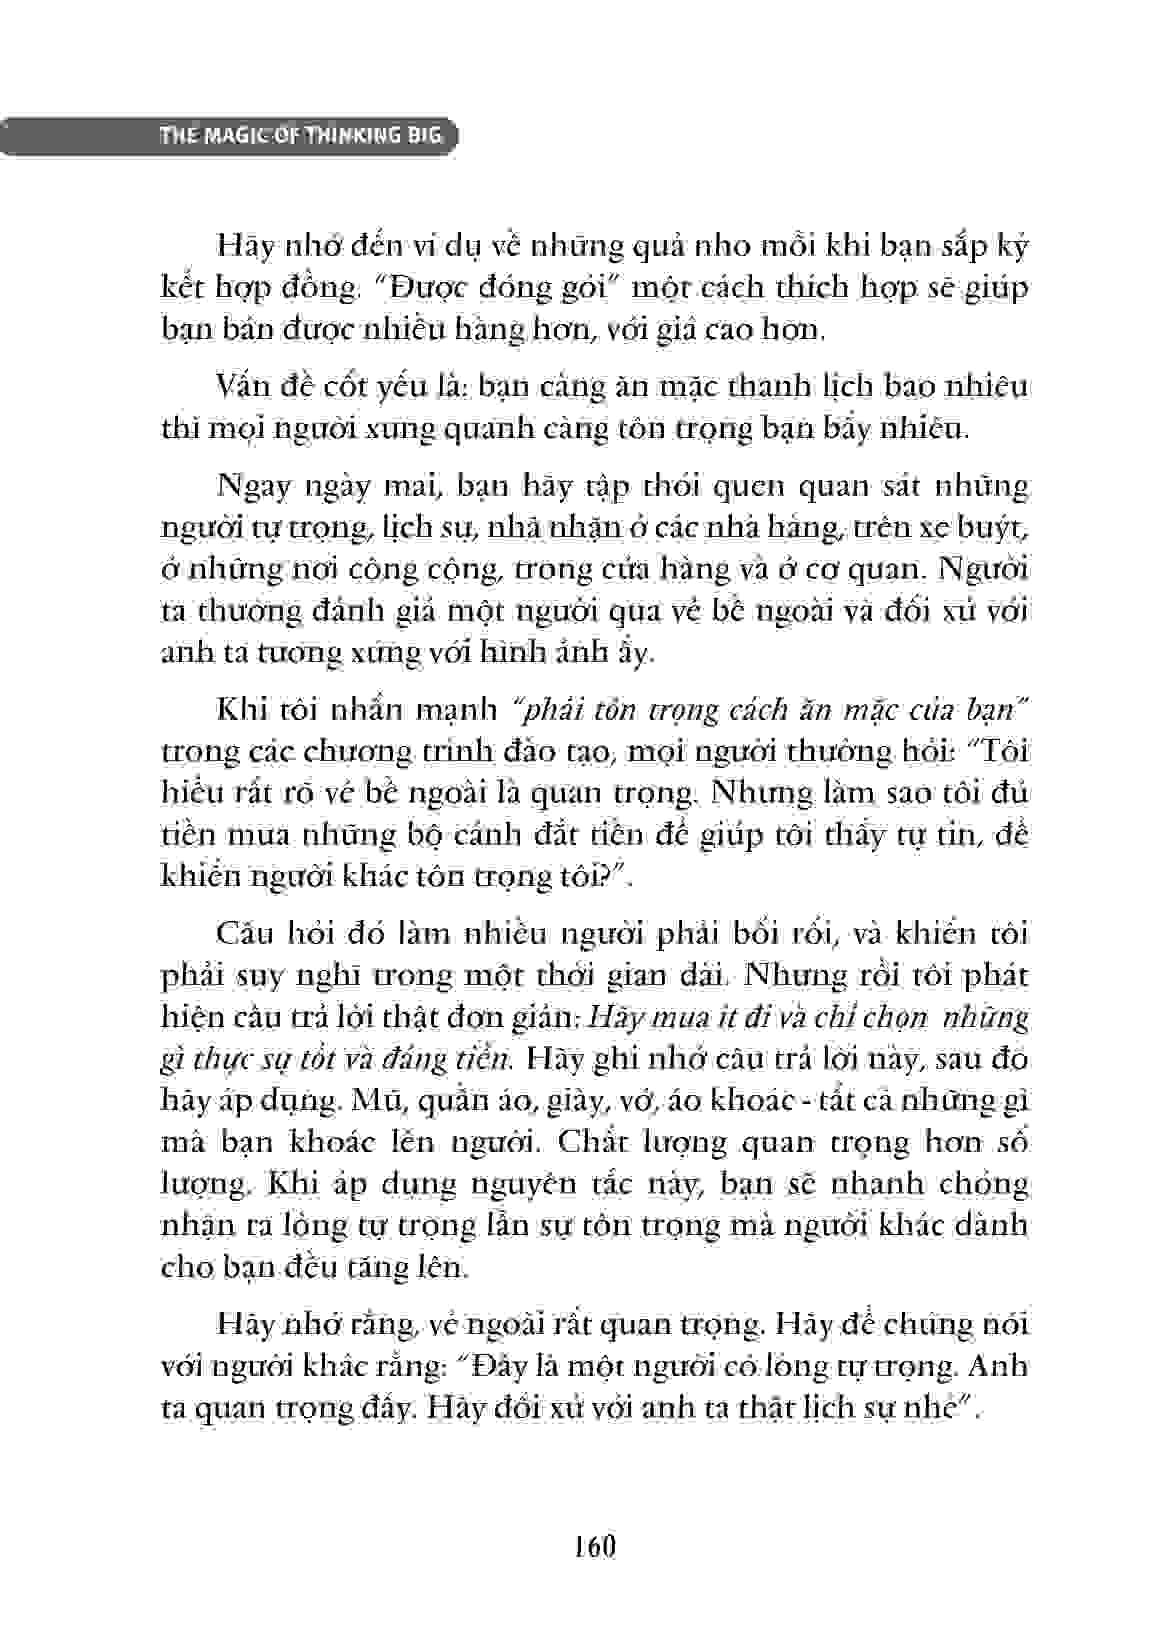 THE MAGIC OF THINKING BIG
Hãy nhớ đến ví dụ về những quả nho mỗi khi bạn sắp ký
kết hợp đồng. “Được đóng gói” một cách thích hợp sẽ giúp
bạn bán được nhiều hàng hơn, với giá cao hơn.
Vấn đề cốt yếu là: bạn càng ăn mặc thanh lịch bao nhiêu
thì mọi người xung quanh càng tôn trọng bạn bấy nhiêu.
Ngay ngày mai, bạn hãy tập thói quen quan sát những
người tự trọng, lịch sự, nhã nhặn ở các nhà hàng, trên xe buýt,
ở những nơi công cộng, trong cửa hàng và ở cơ quan. Người
ta thường đánh giá một người qua vẻ bề ngoài và đối xử với
anh ta tương xứng với hình ảnh ấy.
Khi tôi nhấn mạnh “phải tôn trọng cách ăn mặc của bạn”
trong các chương trình đào tạo, mọi người thường hỏi: “Tôi
hiểu rất rõ vẻ bề ngoài là quan trọng. Nhưng làm sao tôi đủ
tiền mua những bộ cánh đắt tiền để giúp tôi thấy tự tin, để
khiến người khác tôn trọng tôi?”.
Câu hỏi đó làm nhiều người phải bối rối, và khiến tôi
phải suy nghĩ trong một thời gian dài. Nhưng rồi tôi phát
hiện câu trả lời thật đơn giản: Hãy mua ít đi và chỉ chọn những
gì thực sự tốt và đáng tiền. Hãy ghi nhớ câu trả lời này, sau đó
hãy áp dụng. Mũ, quần áo, giày, vớ, áo khoác - tất cả những gì
mà bạn khoác lên người. Chất lượng quan trọng hơn số
lượng. Khi áp dụng nguyên tắc này, bạn sẽ nhanh chóng
nhận ra lòng tự trọng lẫn sự tôn trọng mà người khác dành
cho bạn đều tăng lên.
Hãy nhớ rằng, vẻ ngoài rất quan trọng. Hãy để chúng nói
với người khác rằng: “Đây là một người có lòng tự trọng. Anh
ta quan trọng đấy. Hãy đối xử với anh ta thật lịch sự nhé”.
160